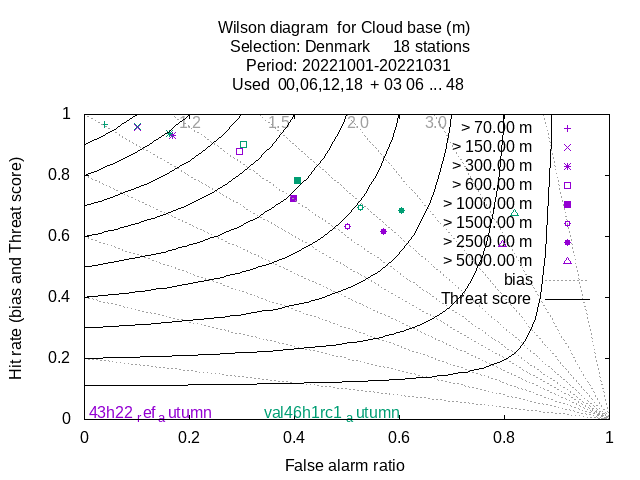 Wilson diagram for Cloud base (m)
Selection: Denmark 18 stations
Period: 20221001-20221031
Used 00,06,12,18 + 03 06 ... 48
Hit rate (bias and Threat score)
1
0.8
0.6
0.4
0.2
0
1.2
1.5
2.0
3.0
> 70.00 m
> 150.00 m
> 300.00 m
> 600.00 m
> 1000.00 m
> 1500.00 m
> 2500.00 m
> 5000.00 m
bias
Threat score
43h22_ref_autumn
val46h1rc1_autumn
0 0.2 0.4 0.6 0.8 1
False alarm ratio